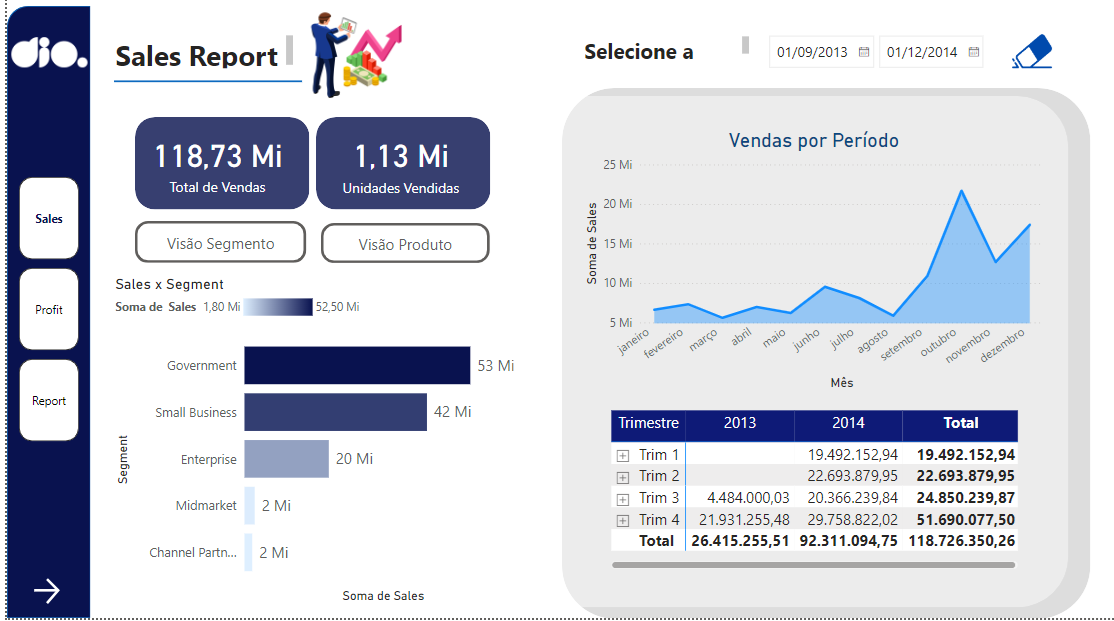 dio.
Sales
Profit
Report
Sales Report
118,73 Mi
Total de Vendas
1,13 Mi
Unidades Vendidas
Visão Segmento
Visão Produto
Sales x Segment
Soma de Sales 1,80 Mi 52,50 Mi
Segment
Government 53 Mi
Small Business 42 Mi
Enterprise 20 Mi
Midmarket 2 Mi
Channel Partn... 2 Mi
Soma de Sales
Selecione a
01/09/2013 01/12/2014
Vendas por Período
Soma de Sales
25 Mi
20 Mi
15 Mi
10 Mi
5 Mi
janeiro fevereiro março abril maio junho julho agosto setembro outubro novembro dezembro
Mês
Trimestre 2013 2014 Total
Trim 1 19.492.152,94 19.492.152,94
Trim 2 22.693.879,95 22.693.879,95
Trim 3 4.484.000,03 20.366.239,84 24.850.239,87
Trim 4 21.931.255,48 29.758.822,02 51.690.077,50
Total 26.415.255,51 92.311.094,75 118.726.350,26